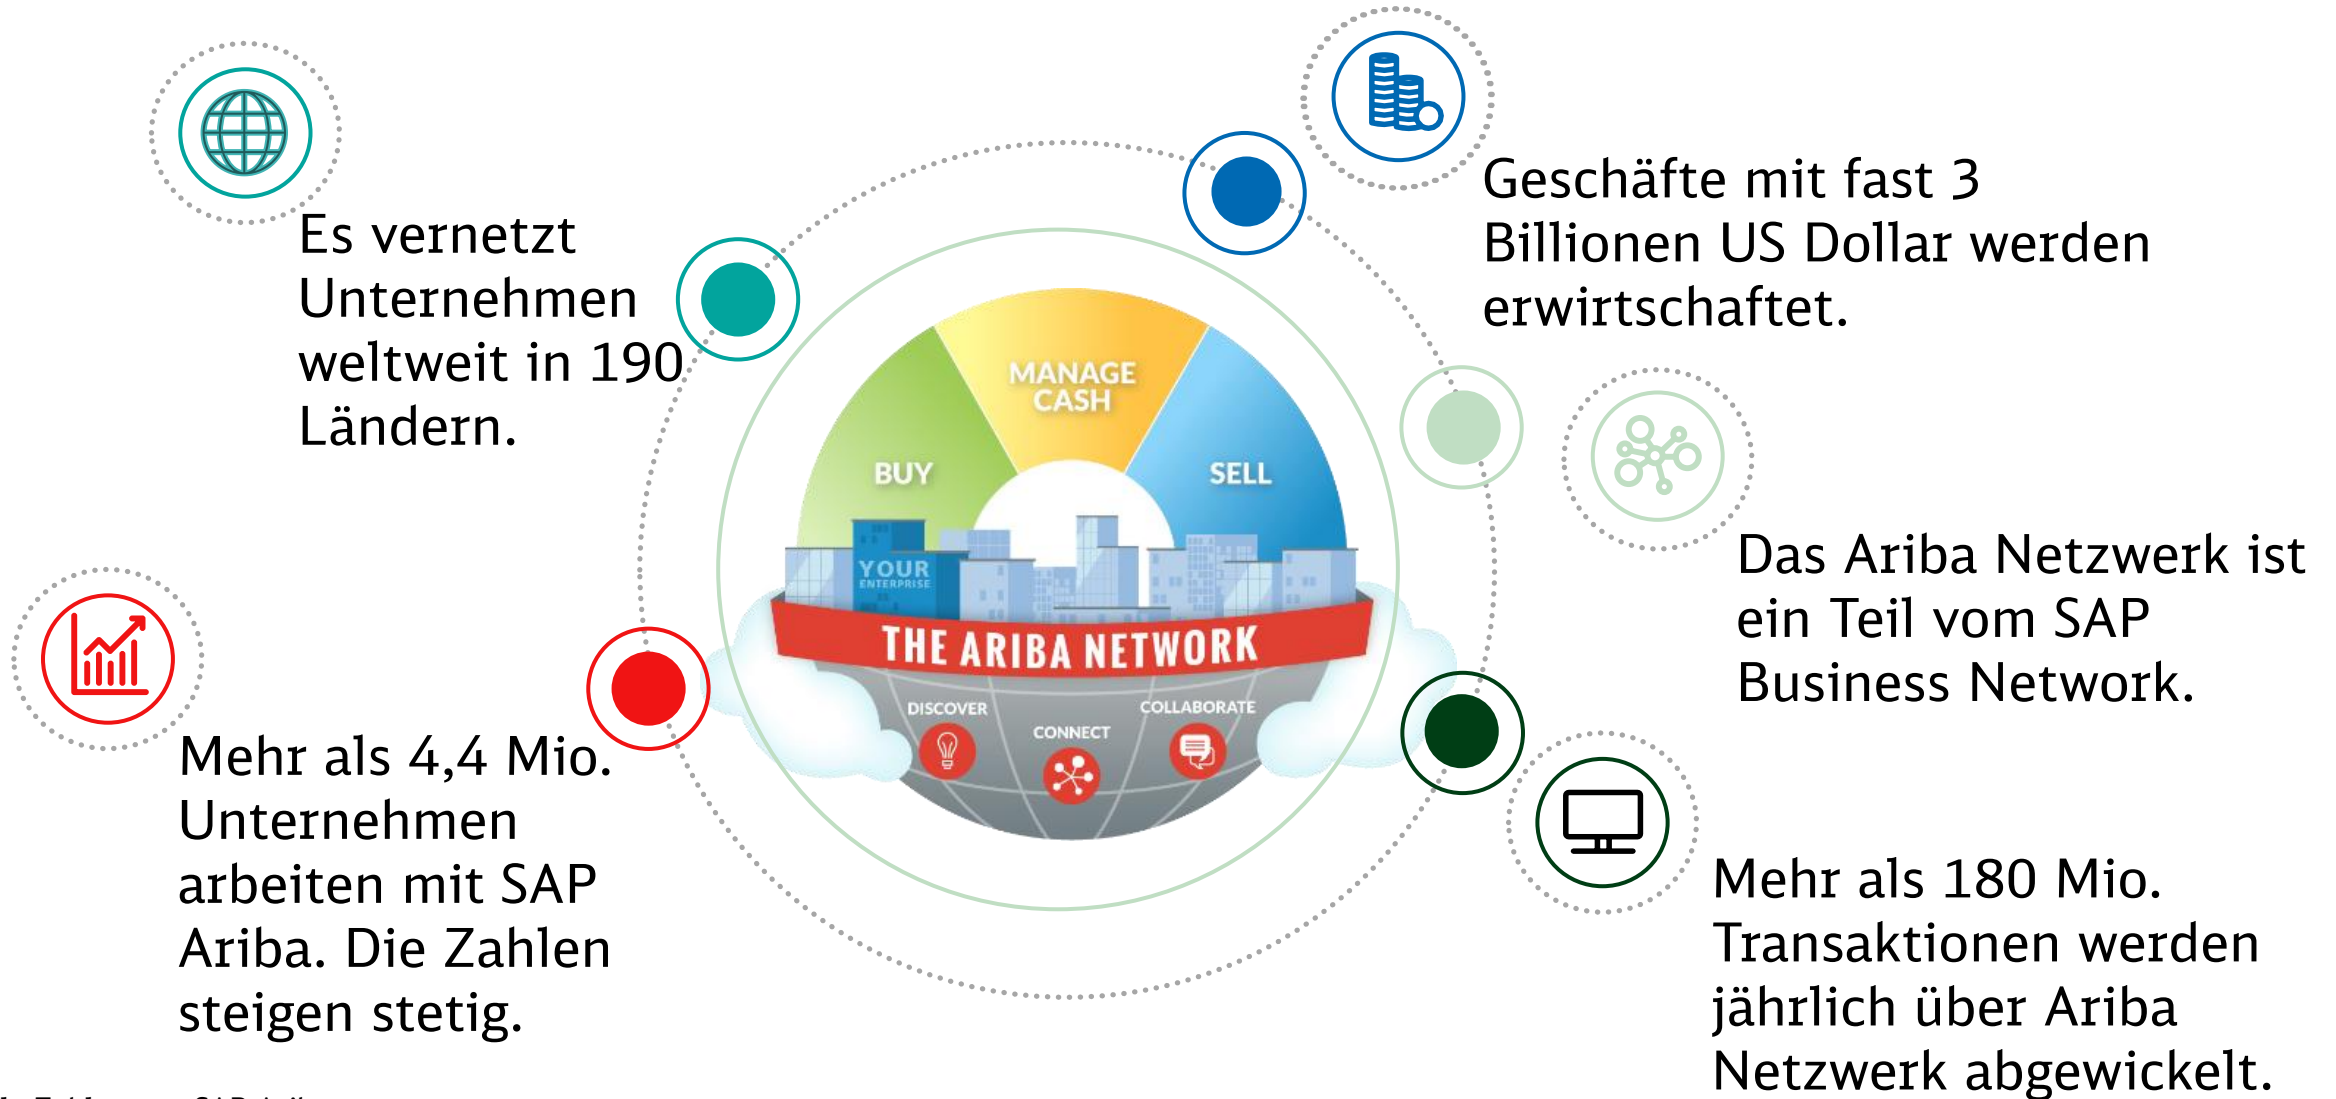 Es vernetzt
Unternehmen
weltweit in 190
Ländern.
Geschäfte mit fast 3
Billionen US Dollar werden
erwirtschaftet.
MANAGE
CASH
BUY
SELL
YOUR
ENTERPRISE
THE ARIBA NETWORK
DISCOVER
CONNECT
COLLABORATE
Das Ariba Netzwerk ist
ein Teil vom SAP
Business Network.
Mehr als 4,4 Mio.
Unternehmen
arbeiten mit SAP
Ariba. Die Zahlen
steigen stetig.
Mehr als 180 Mio.
Transaktionen werden
jährlich über Ariba
Netzwerk abgewickelt.